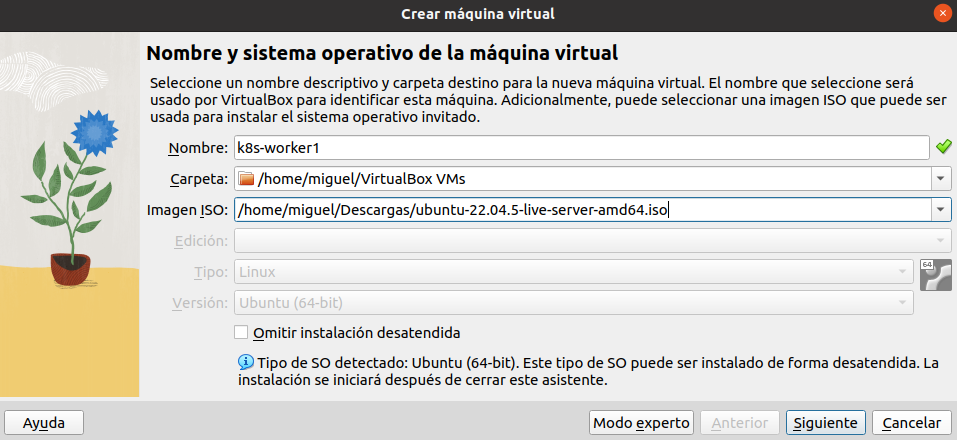 Crear máquina virtual
Nombre y sistema operativo de la máquina virtual
Seleccione un nombre descriptivo y carpeta destino para la nueva máquina virtual. El nombre que seleccione será
usado por VirtualBox para identificar esta máquina. Adicionalmente, puede seleccionar una imagen ISO que puede ser
usada para instalar el sistema operativo invitado.
Nombre: k8s-worker1
Carpeta: /home/miguel/VirtualBox VMs
Imagen ISO: /home/miguel/Descargas/ubuntu-22.04.5-live-server-amd64.iso
Edición:
Tipo: Linux
64
Versión: Ubuntu (64-bit)
Omitir instalación desatendida
Tipo de SO detectado: Ubuntu (64-bit). Este tipo de SO puede ser instalado de forma desatendida. La
instalación se iniciará después de cerrar este asistente.
Ayuda Modo experto Anterior Siguiente Cancelar